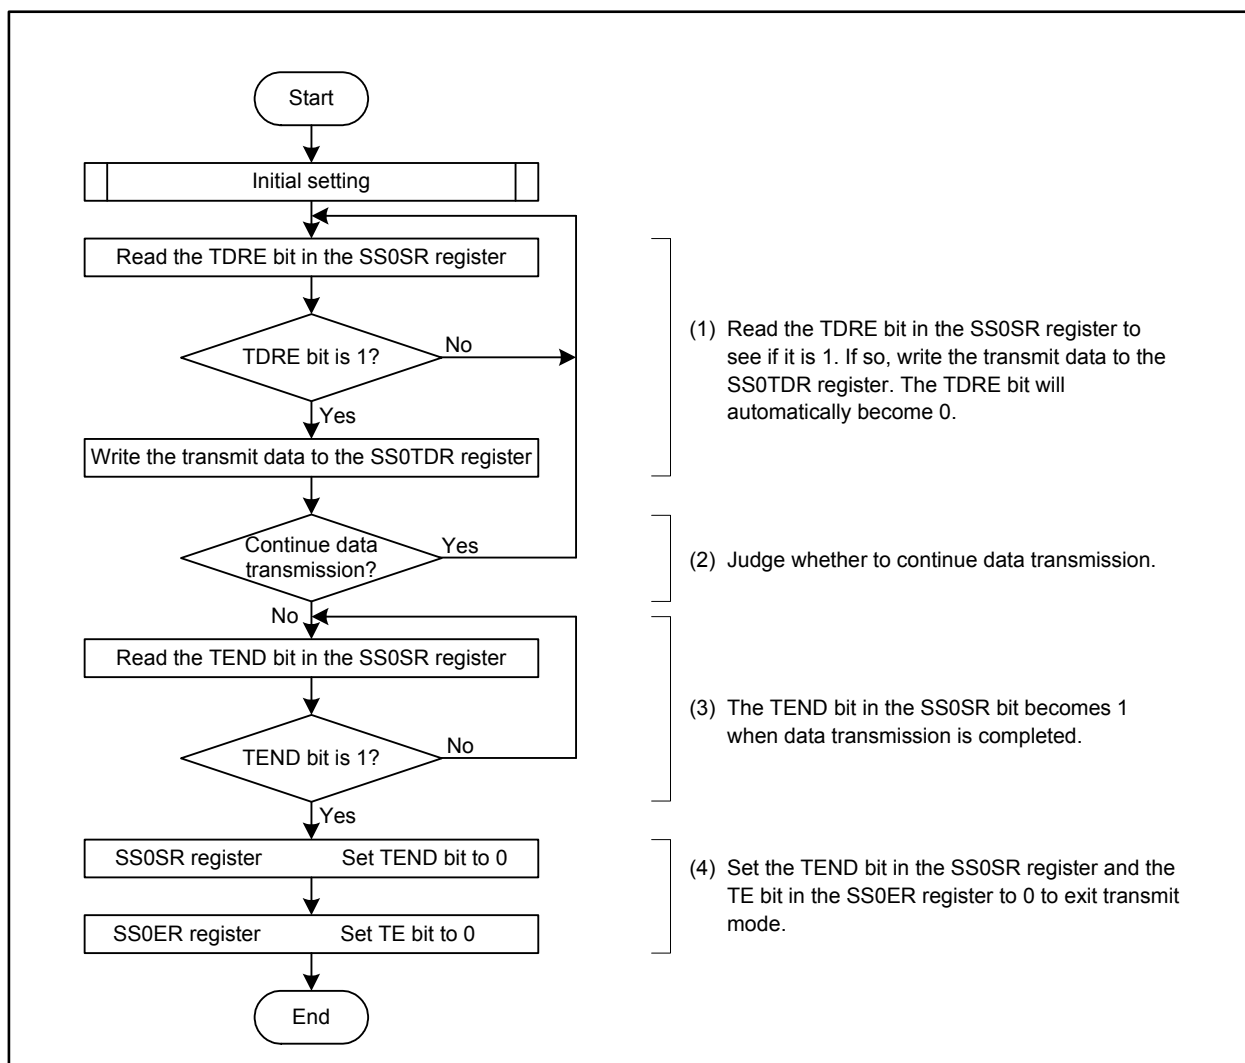 Start
Initial setting
Read the TDRE bit in the SS0SR register
TDRE bit is 1?
No
Yes
Write the transmit data to the SS0TDR register
(1) Read the TDRE bit in the SS0SR register to
see if it is 1. If so, write the transmit data to the
SS0TDR register. The TDRE bit will
automatically become 0.
Continue data
transmission?
Yes
No
(2) Judge whether to continue data transmission.
Read the TEND bit in the SS0SR register
TEND bit is 1?
No
Yes
(3) The TEND bit in the SS0SR bit becomes 1
when data transmission is completed.
SS0SR register Set TEND bit to 0
SS0ER register Set TE bit to 0
(4) Set the TEND bit in the SS0SR register and the
TE bit in the SS0ER register to 0 to exit transmit
mode.
End